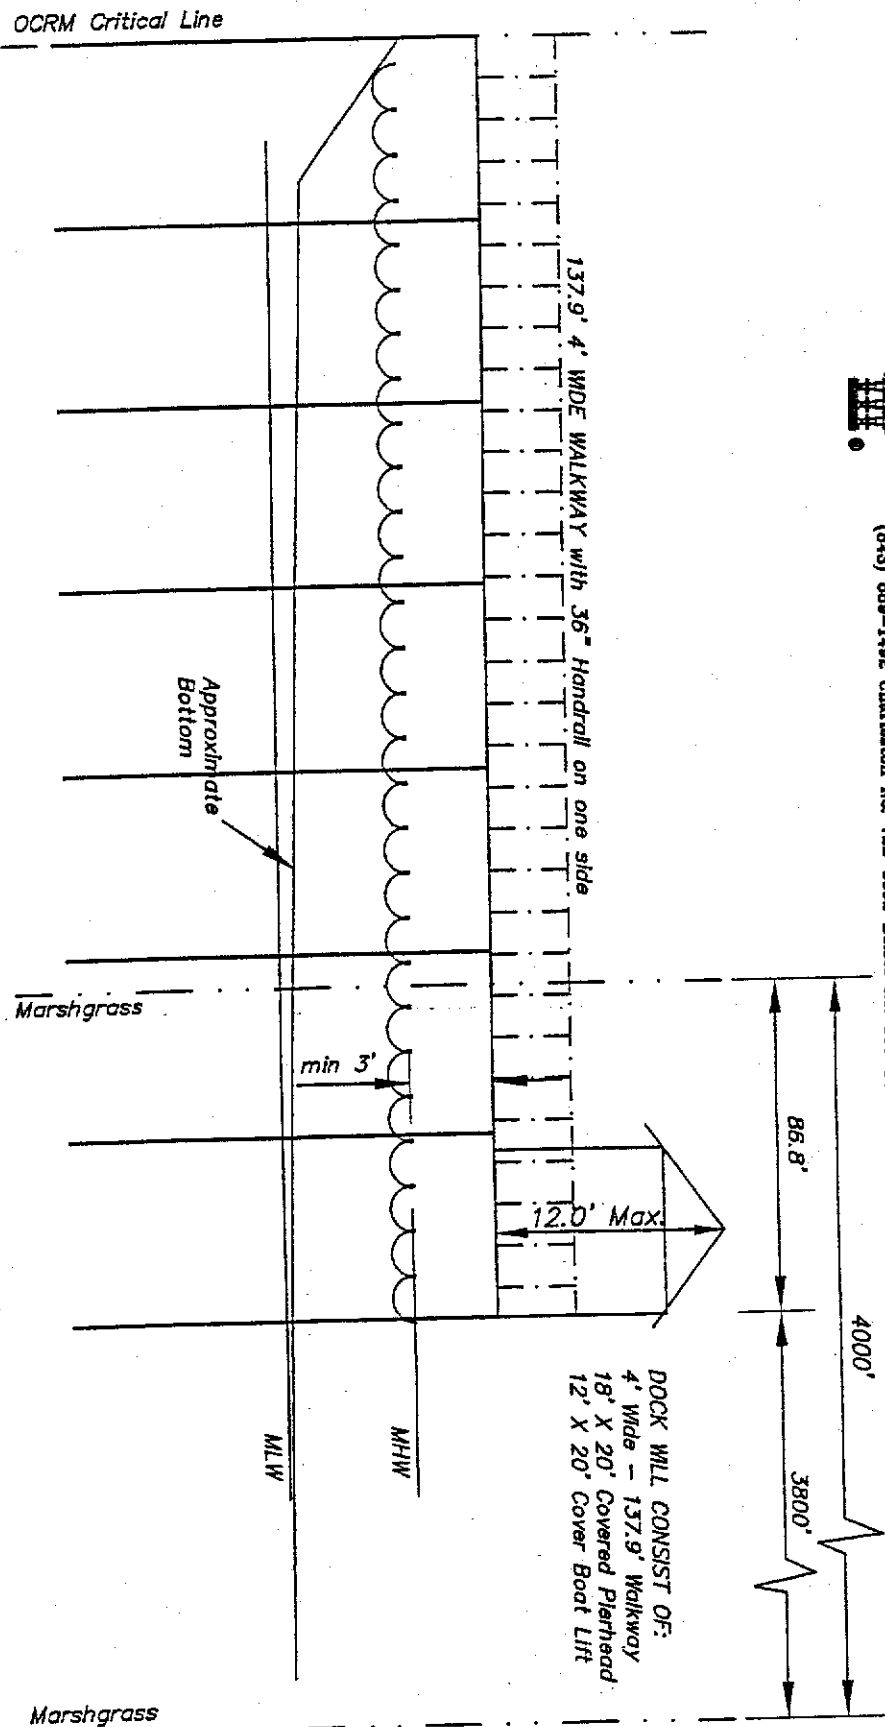 OCRM Critical Line
137.9' 4' WIDE WALKWAY with 36" Handrail on one side
Approximate
Bottom
Marshgrass
min 3'
12.0' Max.
86.8'
4000'
3800'
DOCK WILL CONSIST OF:
4' Wide - 137.9' Walkway
18' X 20' Covered Pierhead
12' X 20' Cover Boat Lift
MHW
MLW
Marshgrass